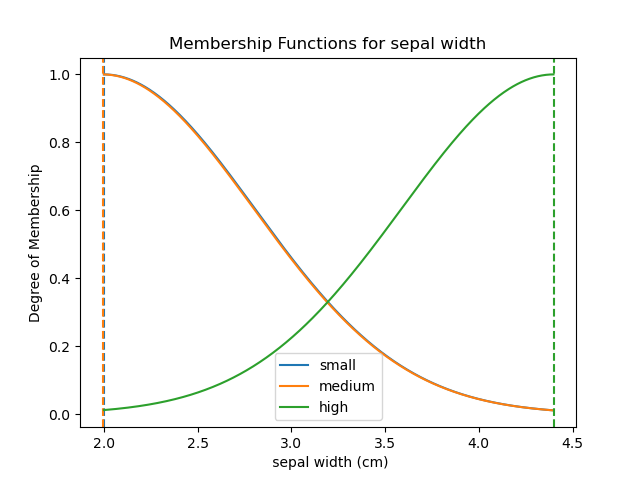 Membership Functions for sepal width
Degree of Membership
1.0
0.8
0.6
0.4
0.2
0.0
small
medium
high
2.0 2.5 3.0 3.5 4.0 4.5
sepal width (cm)